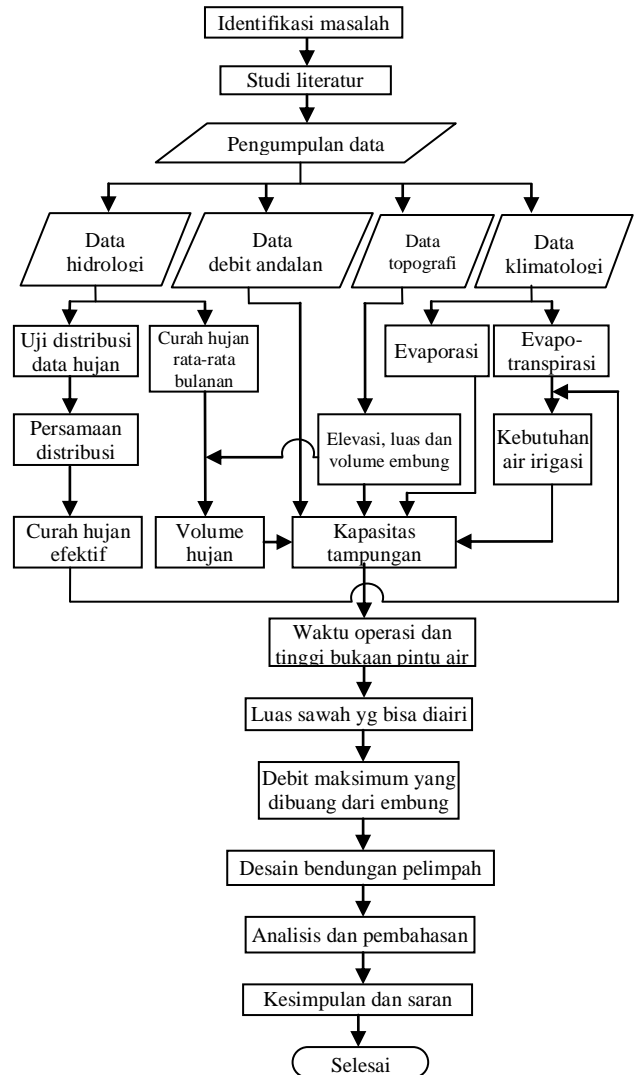 Identifikasi masalah
Studi literatur
Pengumpulan data
Data
hidrologi
Data
debit andalan
Data
topografi
Data
klimatologi
Uji distribusi
data hujan
Curah hujan
rata-rata
bulanan
Evaporasi
Evapo-
transpirasi
Persamaan
distribusi
Elevasi, luas dan
volume embung
Kebutuhan
air irigasi
Curah hujan
efektif
Volume
hujan
Kapasitas
tampungan
Waktu operasi dan
tinggi bukaan pintu air
Luas sawah yg bisa diairi
Debit maksimum yang
dibuang dari embung
Desain bendungan pelimpah
Analisis dan pembahasan
Kesimpulan dan saran
Selesai